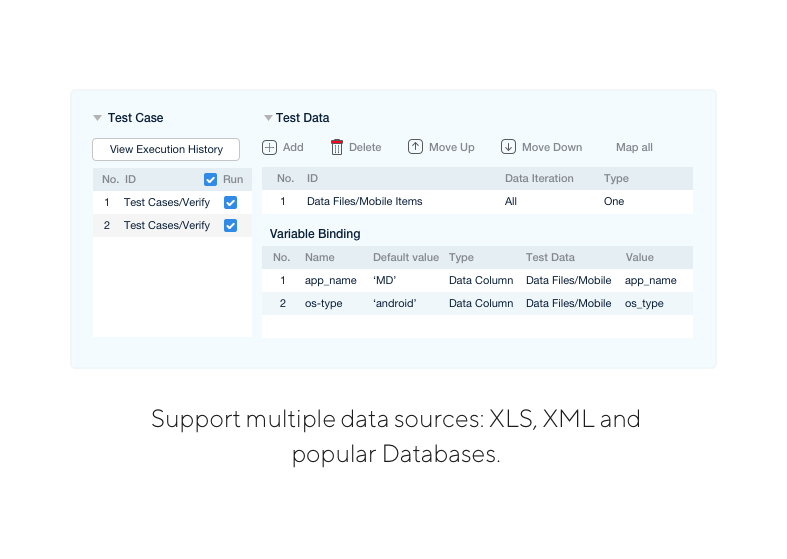 Test Case
View Execution History
No. ID Run
1 Test Cases/Verify
2 Test Cases/Verify
Test Data
Add Delete Move Up Move Down Map all
No. ID Data Iteration Type
1 Data Files/Mobile Items All One
Variable Binding
No. Name Default value Type Test Data Value
1 app_name ‘MD’ Data Column Data Files/Mobile app_name
2 os-type ‘android’ Data Column Data Files/Mobile os_type
Support multiple data sources: XLS, XML and
popular Databases.